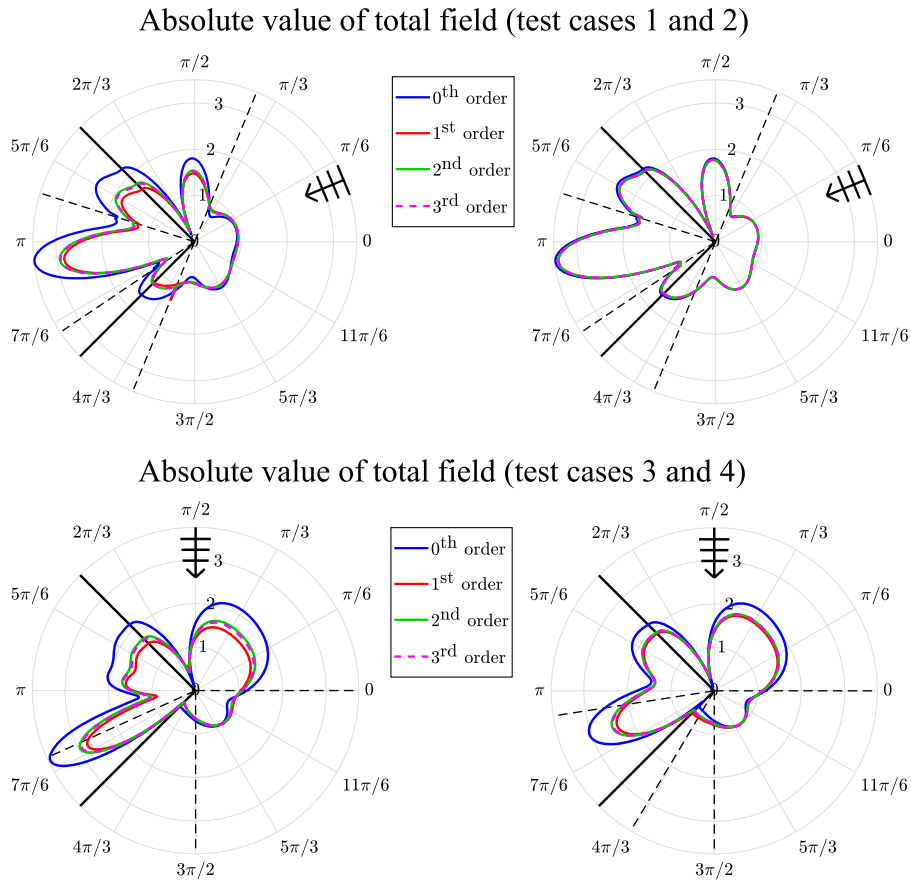 Absolute value of total field (test cases 1 and 2)
π/2
2π/3
π/3
5π/6
π/6
π
0
7π/6
11π/6
4π/3
5π/3
3π/2
3
2
1
0
0th order
1st order
2nd order
3rd order
π/2
2π/3
π/3
5π/6
π/6
π
0
7π/6
11π/6
4π/3
5π/3
3π/2
3
2
1
0
Absolute value of total field (test cases 3 and 4)
π/2
2π/3
π/3
5π/6
π/6
π
0
7π/6
11π/6
4π/3
5π/3
3π/2
3
2
1
0
0th order
1st order
2nd order
3rd order
π/2
2π/3
π/3
5π/6
π/6
π
0
7π/6
11π/6
4π/3
5π/3
3π/2
3
2
1
0